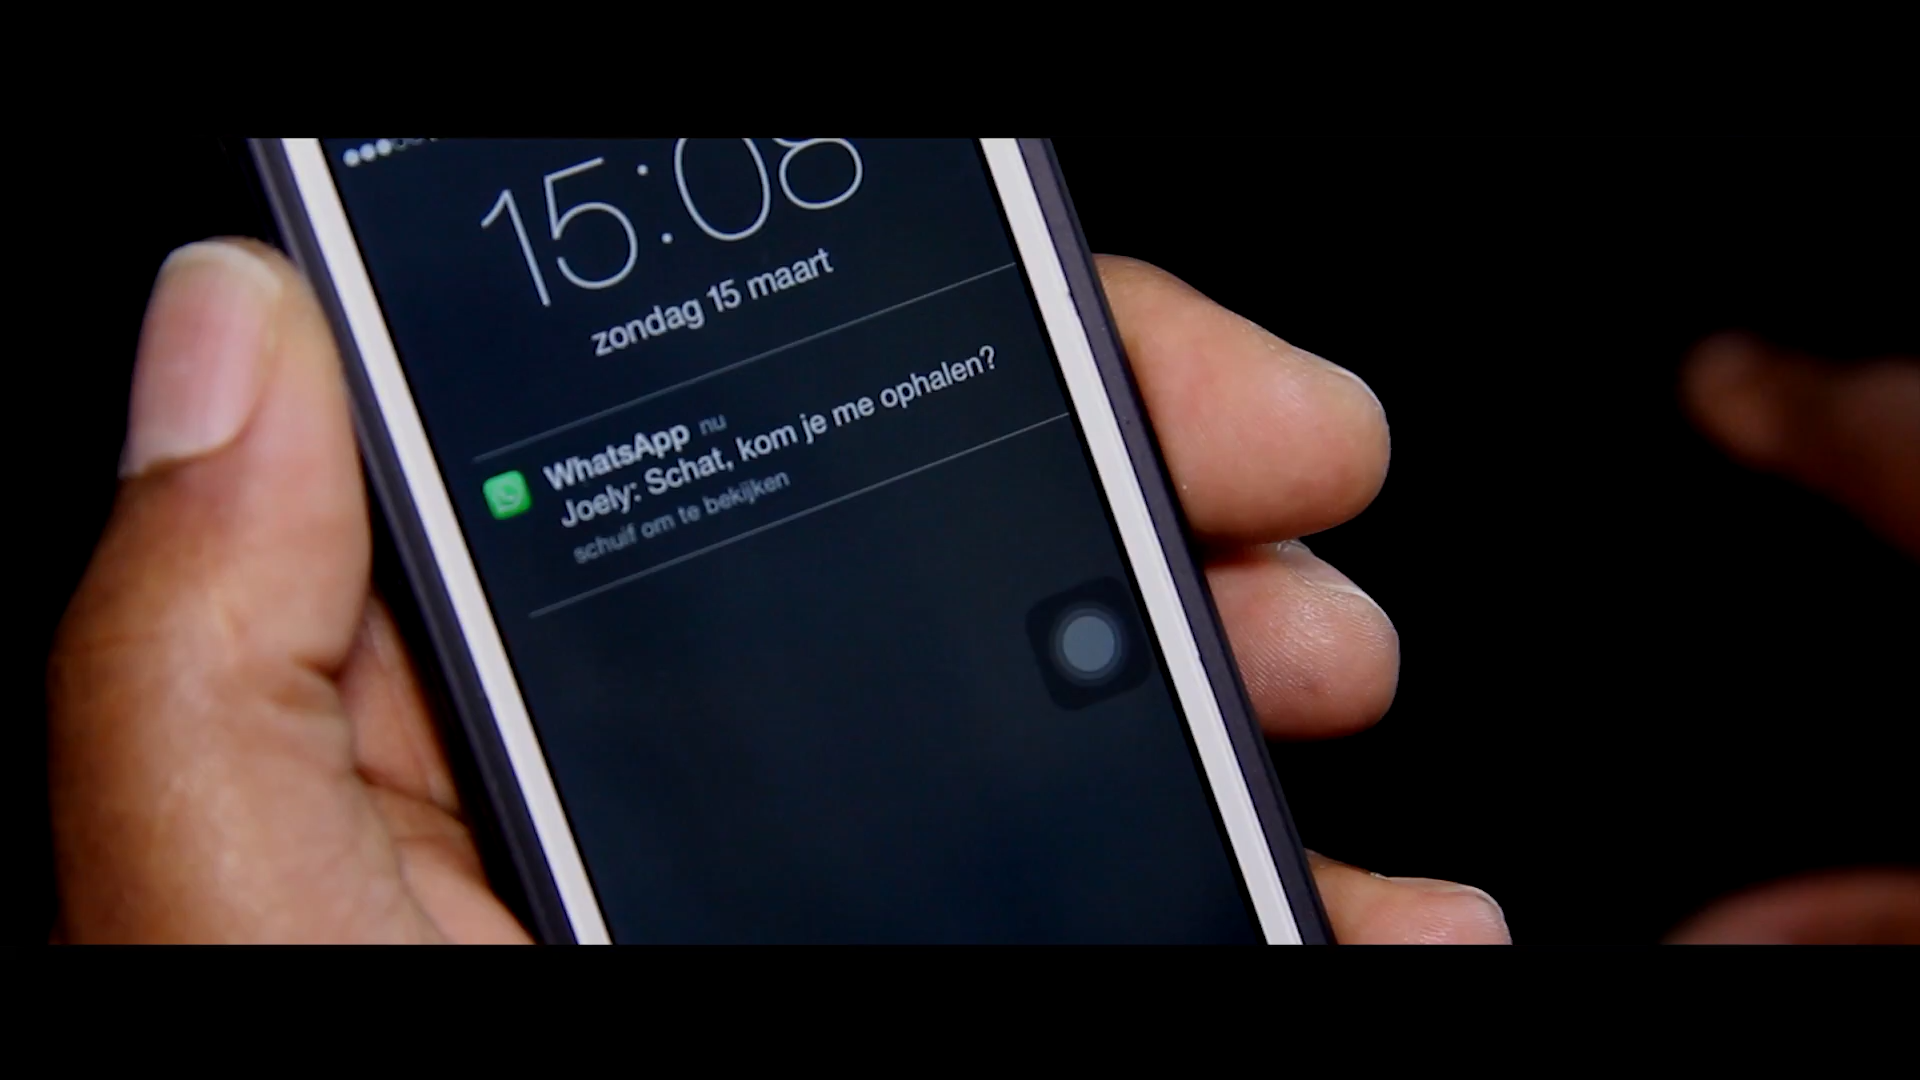 15:08
zondag 15 maart
WhatsApp nu
Joely: Schat, kom je me ophalen?
schuif om te bekijken